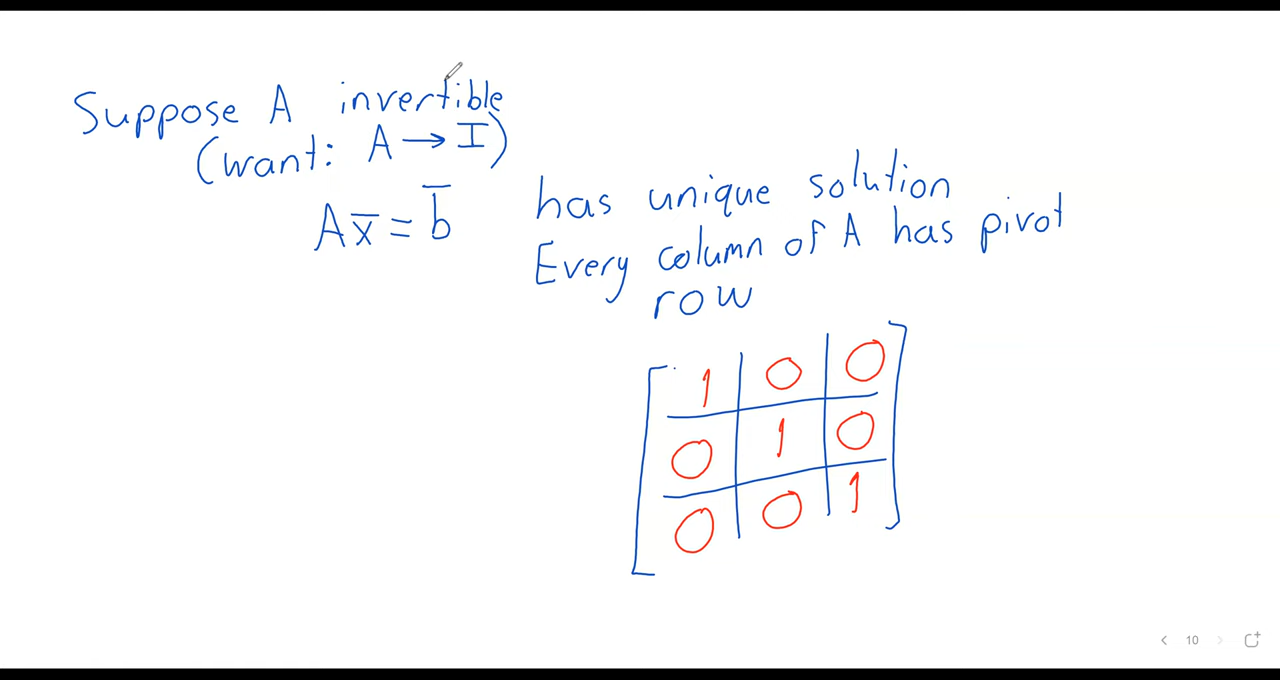 Suppose A invertible
(want: A → I)
Ax̅ = b̅ has unique solution
Every column of A has pivot
row
1 0 0
0 1 0
0 0 1
10